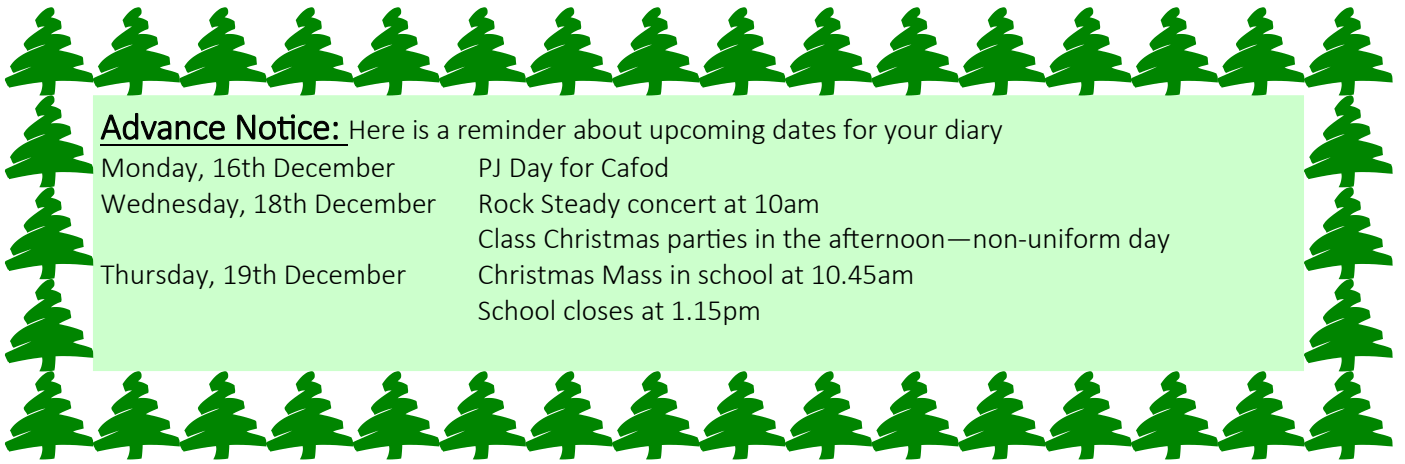 Advance Notice: Here is a reminder about upcoming dates for your diary
Monday, 16th December PJ Day for Cafod
Wednesday, 18th December Rock Steady concert at 10am
Class Christmas parties in the afternoon—non-uniform day
Thursday, 19th December Christmas Mass in school at 10.45am
School closes at 1.15pm